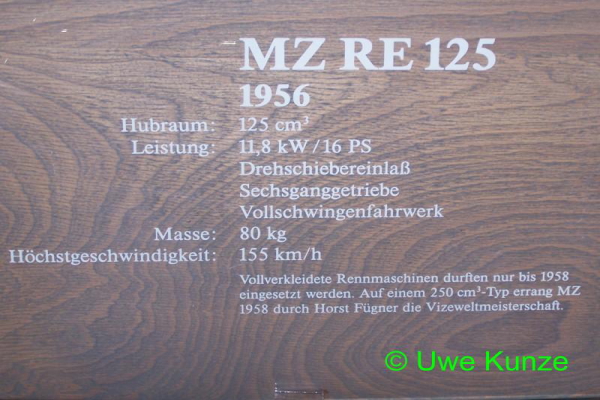 MZ RE 125
1956
Hubraum: 125 cm³
Leistung: 11,8 kW/16 PS
Drehschiebereinlaß
Sechsganggetriebe
Vollschwingenfahrwerk
Masse: 80 kg
Höchstgeschwindigkeit: 155 km/h
Vollverkleidete Rennmaschinen durften nur bis 1958
eingesetzt werden. Auf einem 250 cm³-Typ errang MZ
1958 durch Horst Fügner die Vizeweltmeisterschaft.
© Uwe Kunze